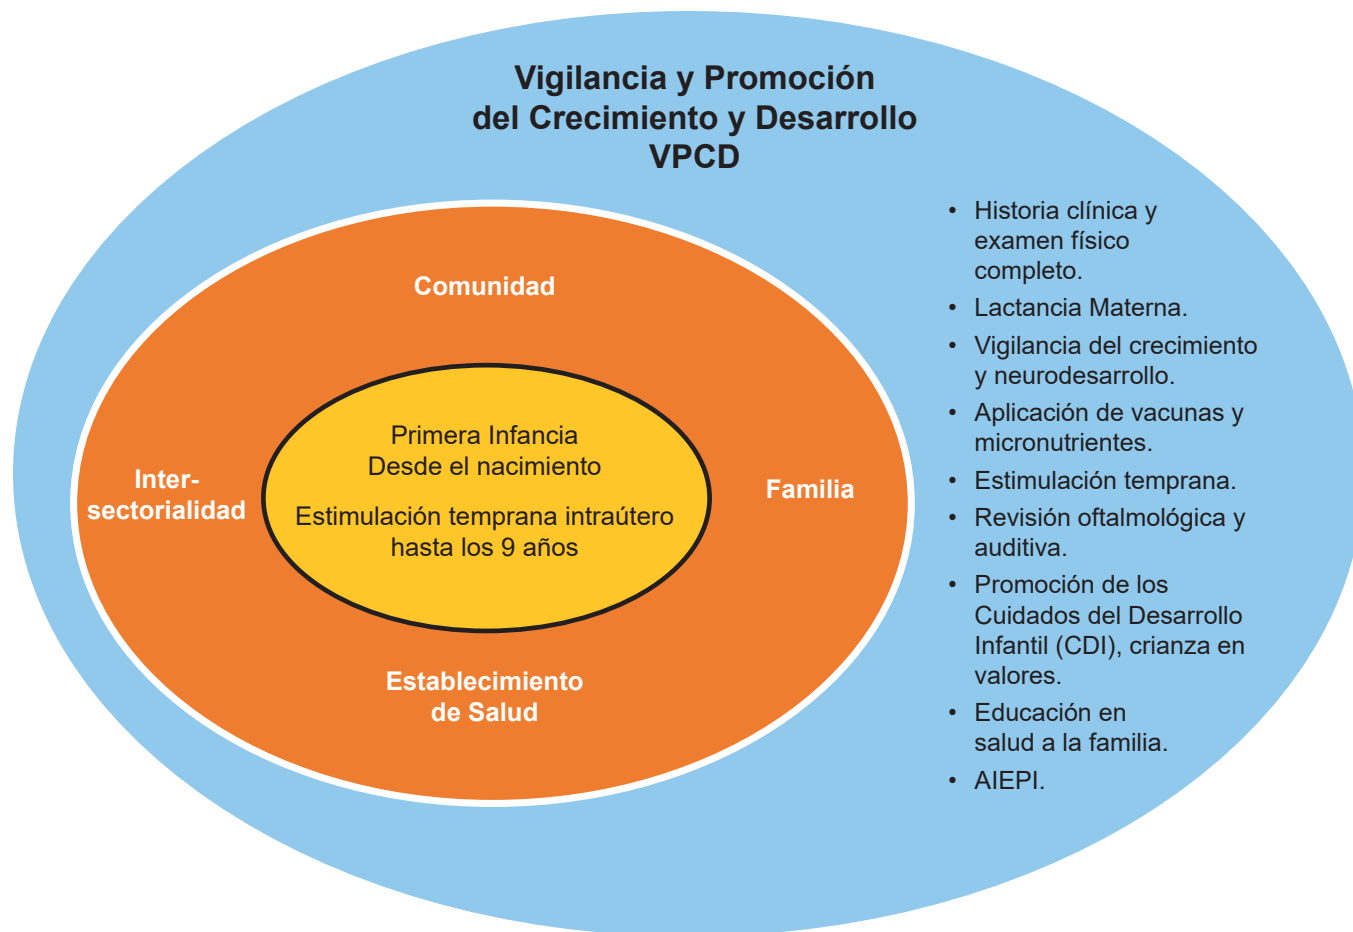 Vigilancia y Promoción
del Crecimiento y Desarrollo
VPCD
Comunidad
Inter-
sectorialidad
Primera Infancia
Desde el nacimiento
Estimulación temprana intraútero
hasta los 9 años
Familia
Establecimiento
de Salud
• Historia clínica y
examen físico
completo.
• Lactancia Materna.
• Vigilancia del crecimiento
y neurodesarrollo.
• Aplicación de vacunas y
micronutrientes.
• Estimulación temprana.
• Revisión oftalmológica y
auditiva.
• Promoción de los
Cuidados del Desarrollo
Infantil (CDI), crianza en
valores.
• Educación en
salud a la familia.
• AIEPI.